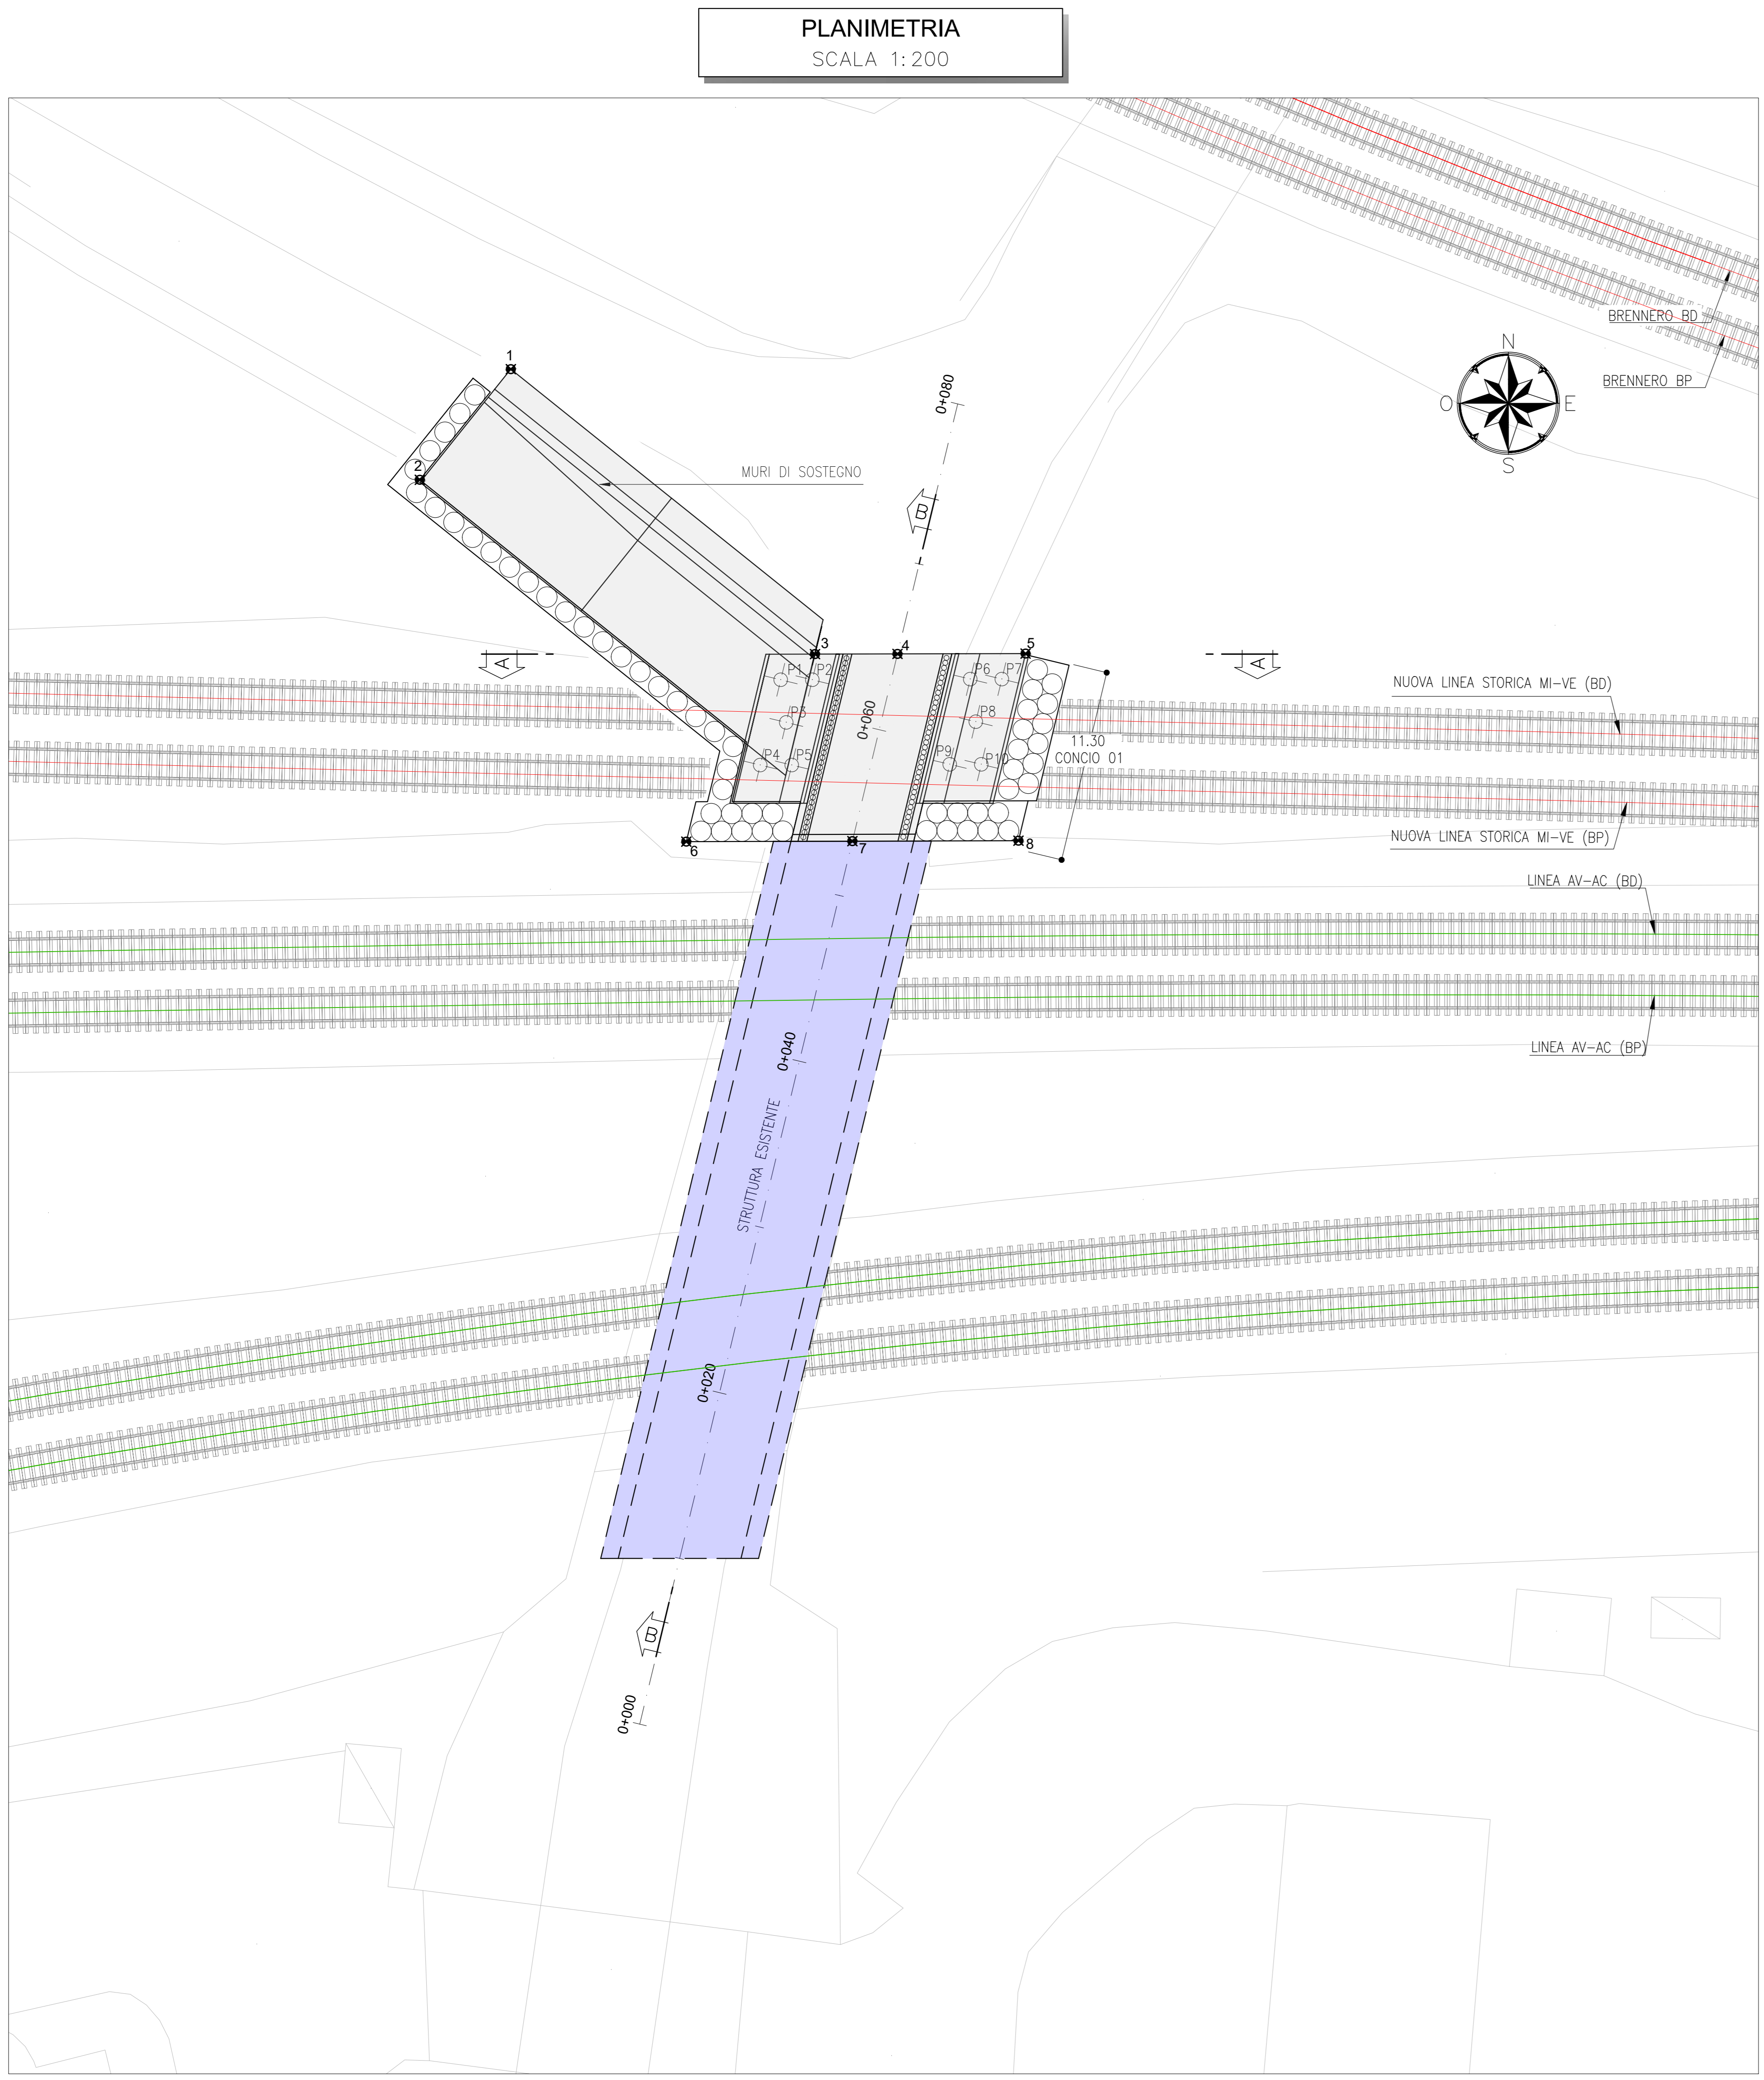 PLANIMETRIA
SCALA 1:200
BRENNERO BD
BRENNERO BP
N
O
E
S
1
2
0+080
MURI DI SOSTEGNO
B
A
3
4
5
A
P1
P2
P6
P7
P3
P8
0+060
P4
P5
P9
P10
11.30
CONCIO 01
NUOVA LINEA STORICA MI-VE (BD)
NUOVA LINEA STORICA MI-VE (BP)
6
7
8
LINEA AV-AC (BD)
LINEA AV-AC (BP)
0+040
STRUTTURA ESISTENTE
0+020
B
0+000